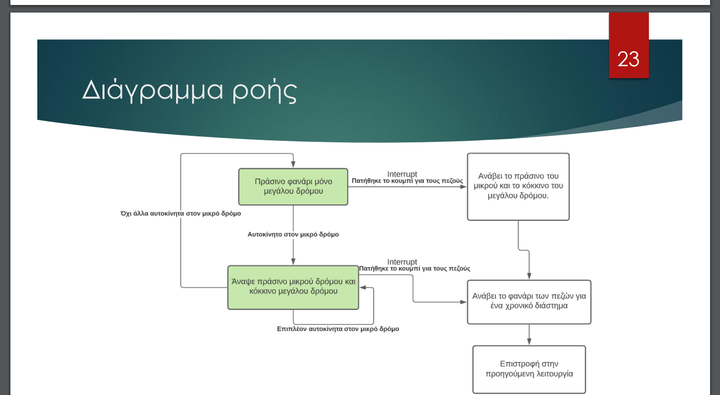 23
Διάγραμμα ροής
Πράσινο φανάρι μόνο
μεγάλου δρόμου
Interrupt
Πατήθηκε το κουμπί για τους πεζούς
Ανάβει το πράσινο του
μικρού και το κόκκινο του
μεγάλου δρόμου.
Όχι άλλα αυτοκίνητα στον μικρό δρόμο
Αυτοκίνητο στον μικρό δρόμο
Άναψε πράσινο μικρού δρόμου και
κόκκινο μεγάλου δρόμου
Interrupt
Πατήθηκε το κουμπί για τους πεζούς
Ανάβει το φανάρι των πεζών για
ένα χρονικό διάστημα
Επιπλέον αυτοκίνητα στον μικρό δρόμο
Επιστροφή στην
προηγούμενη λειτουργία